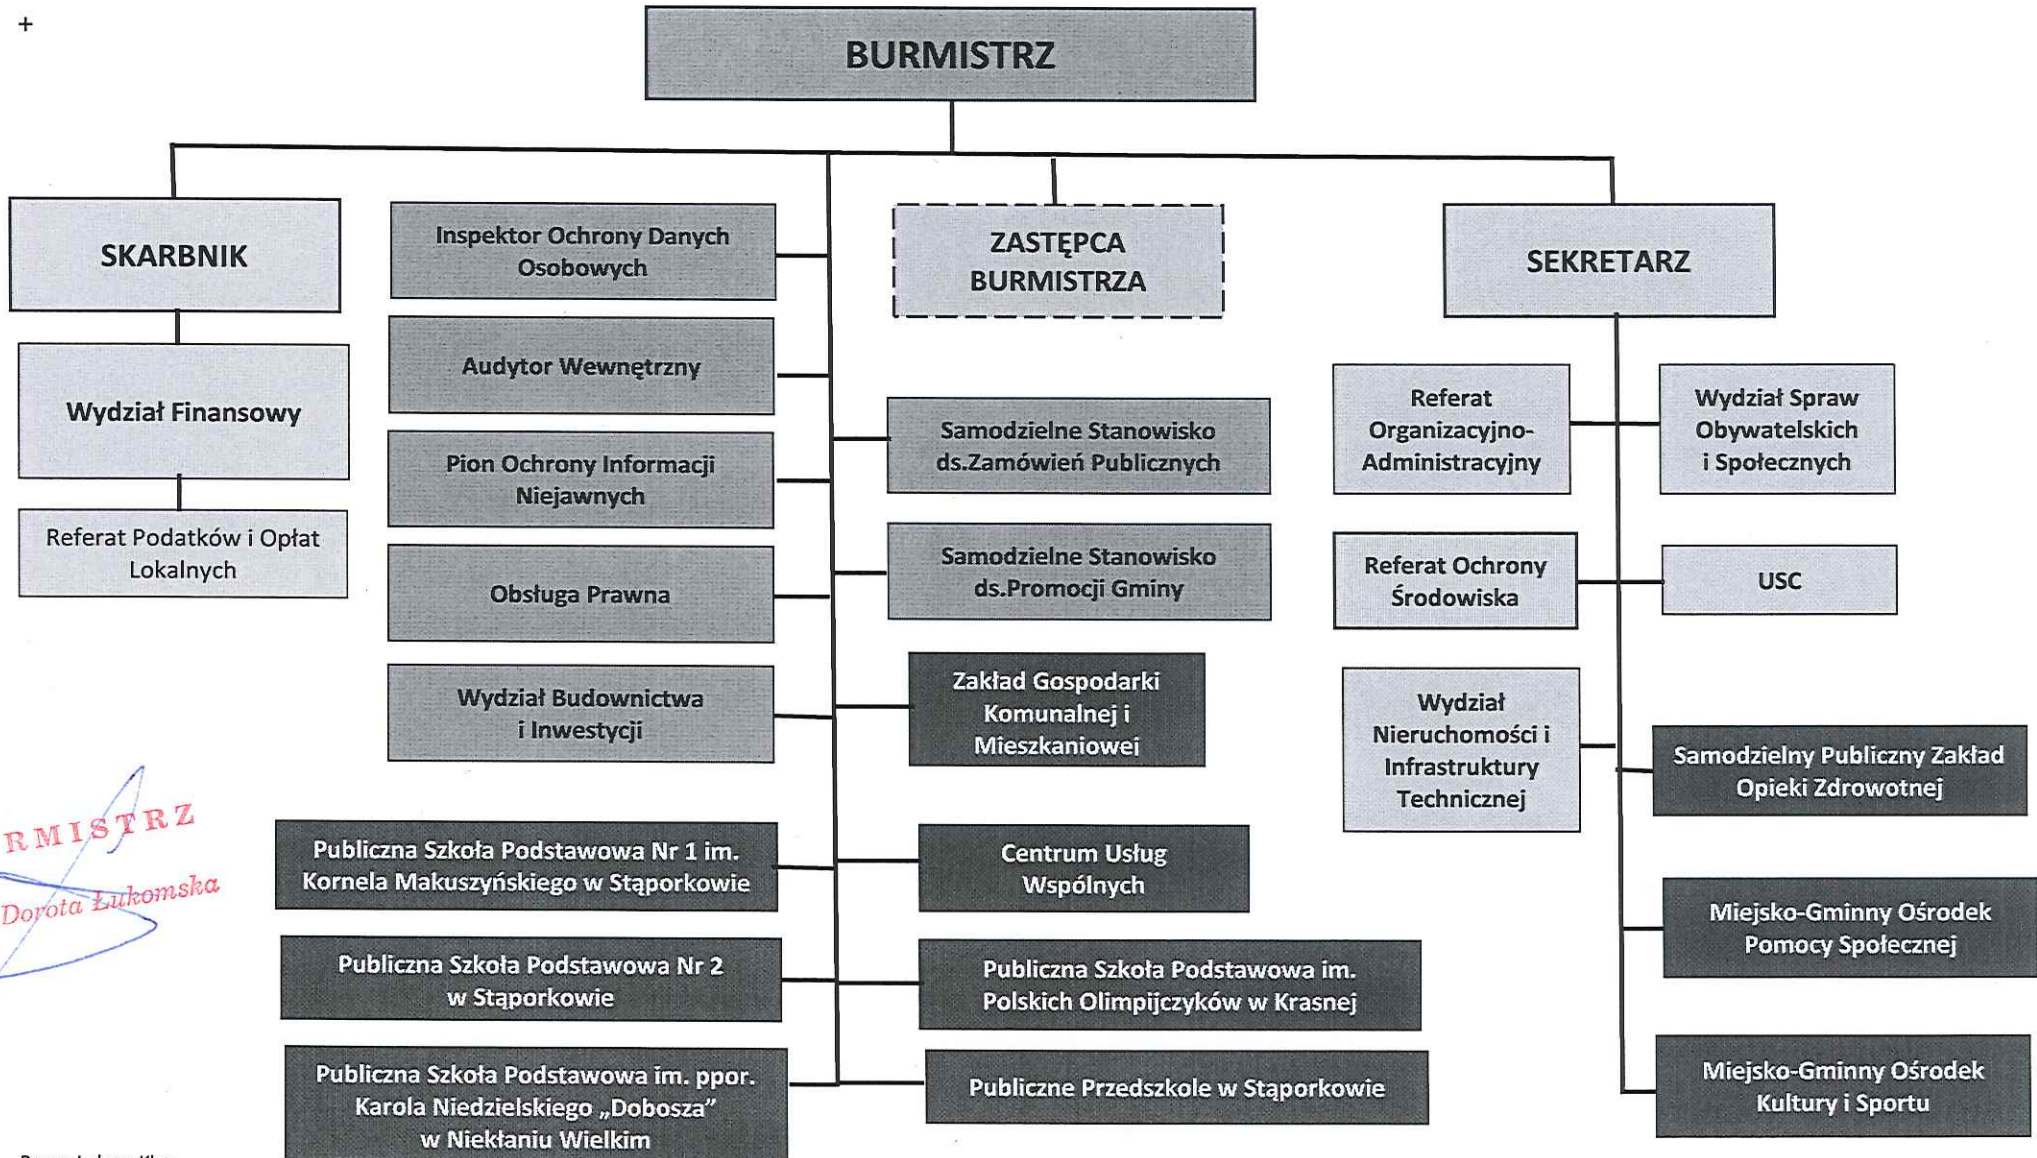 +
BURMISTRZ
SKARBNIK
Wydział Finansowy
Referat Podatków i Opłat
Lokalnych
Inspektor Ochrony Danych
Osobowych
Audytor Wewnętrzny
Pion Ochrony Informacji
Niejawnych
Obsługa Prawna
Wydział Budownictwa
i Inwestycji
ZASTĘPCA
BURMISTRZA
Samodzielne Stanowisko
ds.Zamówień Publicznych
Samodzielne Stanowisko
ds.Promocji Gminy
Zakład Gospodarki
Komunalnej i
Mieszkaniowej
SEKRETARZ
Referat
Organizacyjno-
Administracyjny
Wydział Spraw
Obywatelskich
i Społecznych
Referat Ochrony
Środowiska
USC
Wydział
Nieruchomości i
Infrastruktury
Technicznej
Samodzielny Publiczny Zakład
Opieki Zdrowotnej
Miejsko-Gminny Ośrodek
Pomocy Społecznej
Miejsko-Gminny Ośrodek
Kultury i Sportu
Publiczna Szkoła Podstawowa Nr 1 im.
Kornela Makuszyńskiego w Stąporkowie
Centrum Usług
Wspólnych
Publiczna Szkoła Podstawowa Nr 2
w Stąporkowie
Publiczna Szkoła Podstawowa im.
Polskich Olimpijczyków w Krasnej
Publiczna Szkoła Podstawowa im. ppor.
Karola Niedzielskiego „Dobosza”
w Niekłaniu Wielkim
Publiczne Przedszkole w Stąporkowie
RMISTRZ
Dorota Łukomska